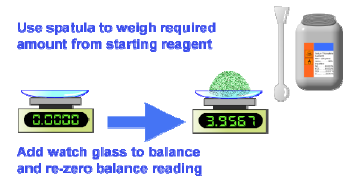 Use spatula to weigh required
amount from starting reagent
0.0000
3.9567
Add watch glass to balance
and re-zero balance reading